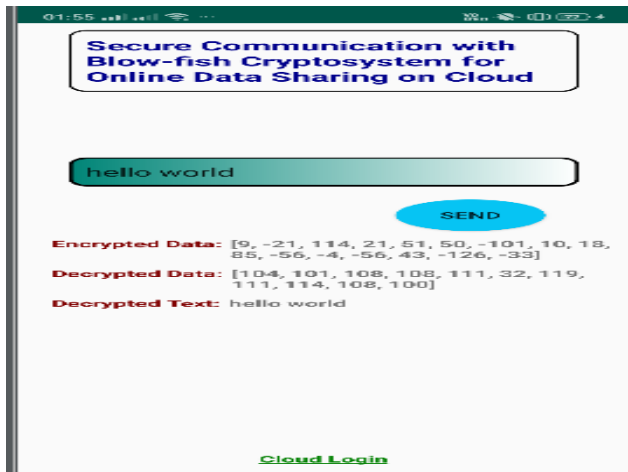 01:55
Secure Communication with
Blow-fish Cryptosystem for
Online Data Sharing on Cloud
hello world
SEND
Encrypted Data: [9, -21, 114, 21, 51, 50, -101, 10, 18,
85, -56, -4, -56, 43, -126, -33]
Decrypted Data: [104, 101, 108, 108, 111, 32, 119,
111, 114, 108, 100]
Decrypted Text: hello world
Cloud Login